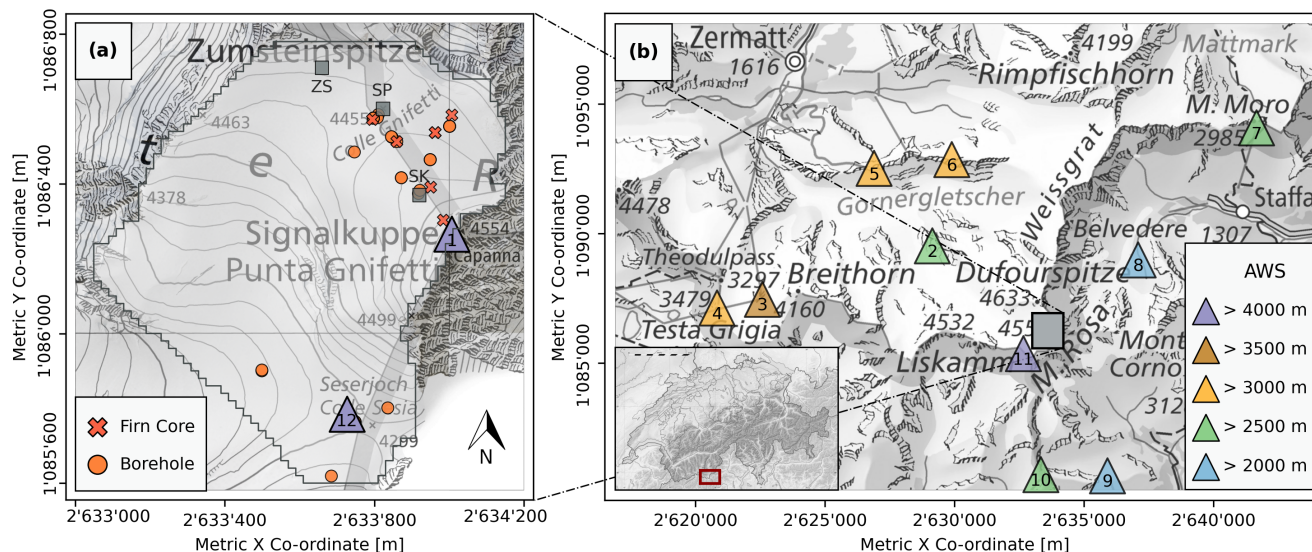 (a)
Zumsteinspitze
ZS
SP
4463
4455
Colle Gnifetti
t
e
R
4378
SK
Signalkuppe
1
4554
Punta Gnifetti
Capanna
4499
Seserjoch
Colle Sesia
12
4299
Firn Core
Borehole
N
1'086'800
1'086'400
1'086'000
1'085'600
Metric Y Co-ordinate [m]
2'633'000
2'633'400
2'633'800
2'634'200
Metric X Co-ordinate [m]
(b)
Zermatt
1616
4199
Mattmark
Rimpfischhorn
M. Moro
7
2985
5
6
Gornergletscher
Weissgrat
4478
Staffa
1307
Belvedere
2
8
Theodulpass
3297
Breithorn
Dufourspitze
3479
3
4160
4633
4
Testa Grigia
4532
455
Liskamm
11
M. Rosa
Mont
Corno
312
10
9
AWS
> 4000 m
> 3500 m
> 3000 m
> 2500 m
> 2000 m
1'095'000
1'090'000
1'085'000
Metric Y Co-ordinate [m]
2'620'000
2'625'000
2'630'000
2'635'000
2'640'000
Metric X Co-ordinate [m]